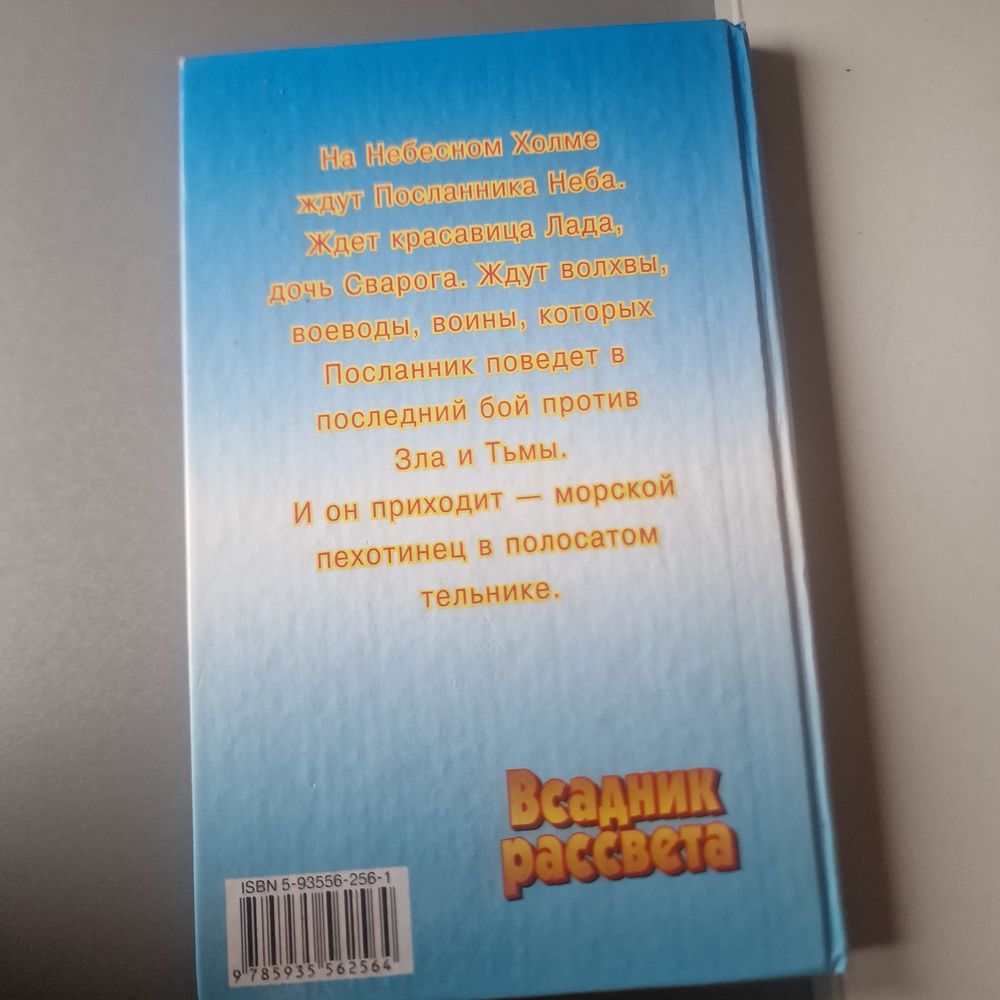 На Небесном Холме
ждут Посланника Неба.
Ждет красавица Лада,
дочь Сварога. Ждут волхвы,
воеводы, воины, которых
Посланник поведет в
последний бой против
Зла и Тьмы.
И он приходит — морской
пехотинец в полосатом
тельнике.
Всадник
рассвета
ISBN 5-93556-256-1
9 785935 562564